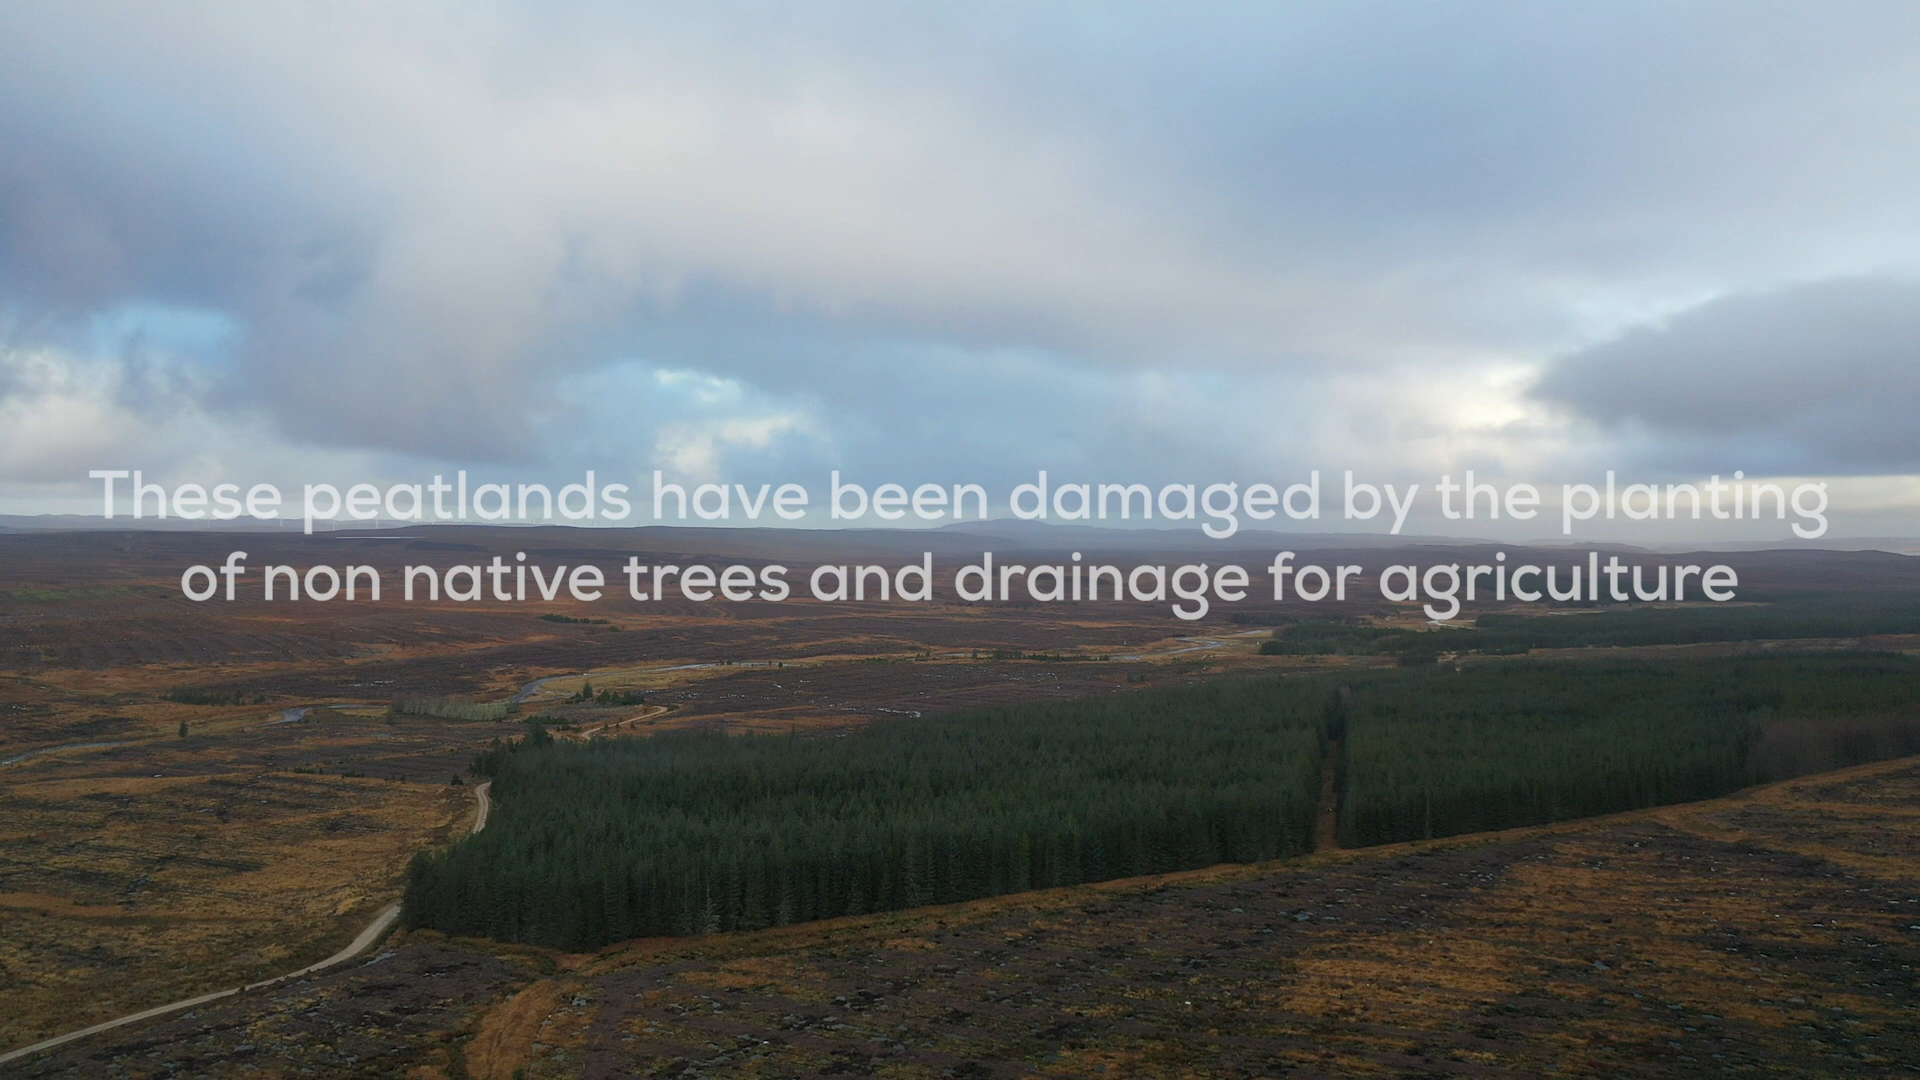 These peatlands have been damaged by the planting
of non native trees and drainage for agriculture